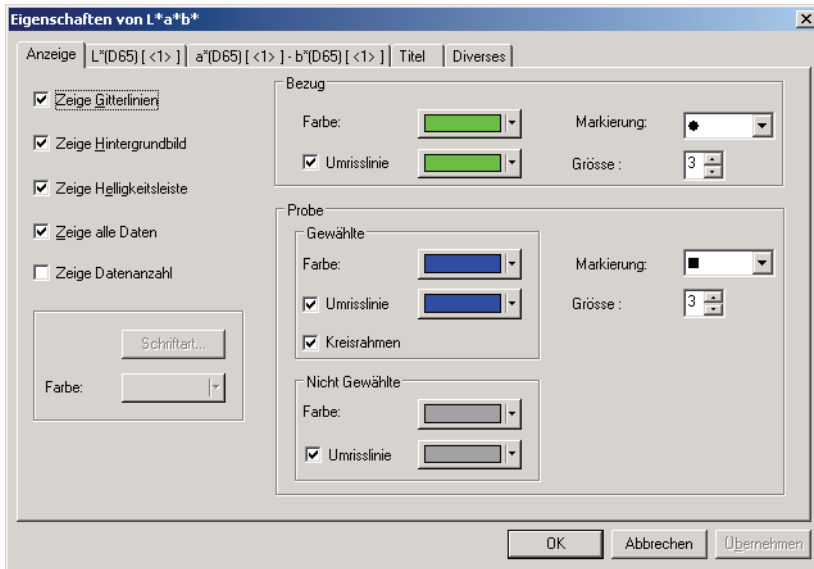 Eigenschaften von L*a*b*
Anzeige L*(D65) [ <1> ] a*(D65) [ <1> ] - b*(D65) [ <1> ] Titel Diverses
Zeige Gitterlinien
Zeige Hintergrundbild
Zeige Helligkeitsleiste
Zeige alle Daten
Zeige Datenanzahl
Schriftart...
Farbe:
Bezug
Farbe:
Markierung:
Umrisslinie
Grösse :
3
Probe
Gewählte
Farbe:
Markierung:
Umrisslinie
Grösse :
3
Kreisrahmen
Nicht Gewählte
Farbe:
Umrisslinie
OK Abbrechen Übernehmen